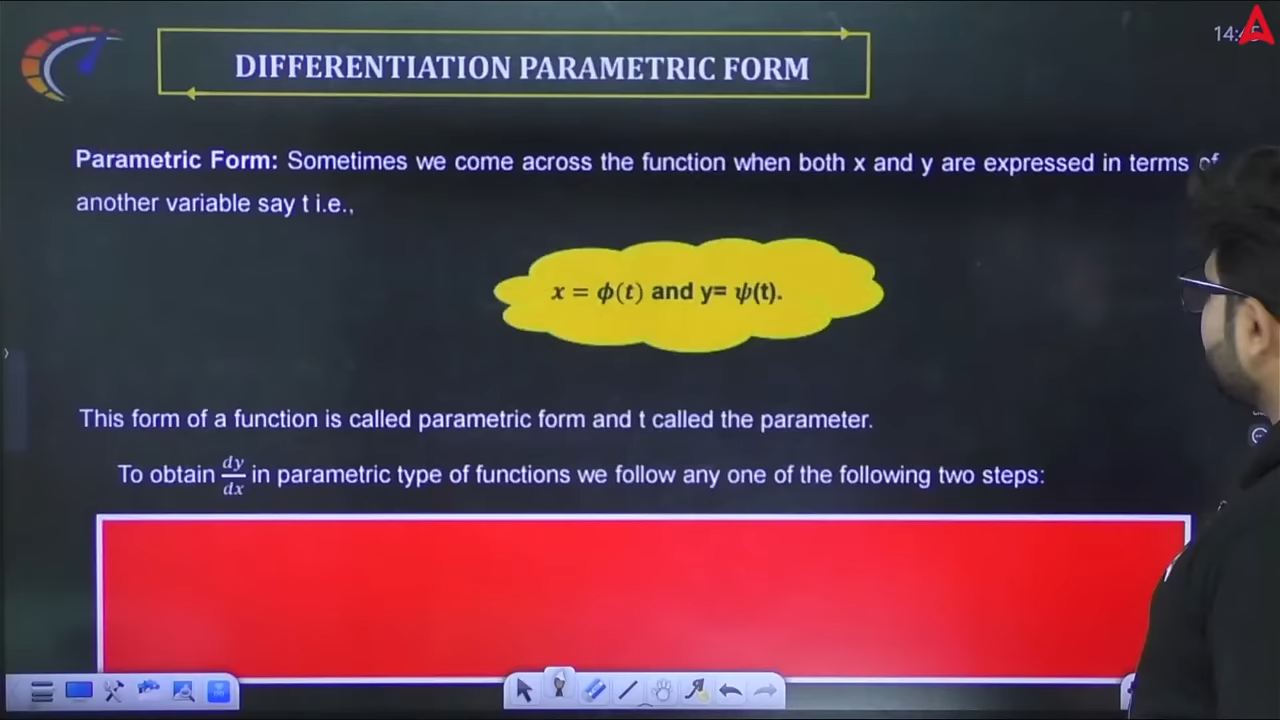 DIFFERENTIATION PARAMETRIC FORM
Parametric Form: Sometimes we come across the function when both x and y are expressed in terms of
another variable say t i.e.,
x = ϕ(t) and y= ψ(t).
This form of a function is called parametric form and t called the parameter.
To obtain dy/dx in parametric type of functions we follow any one of the following two steps: